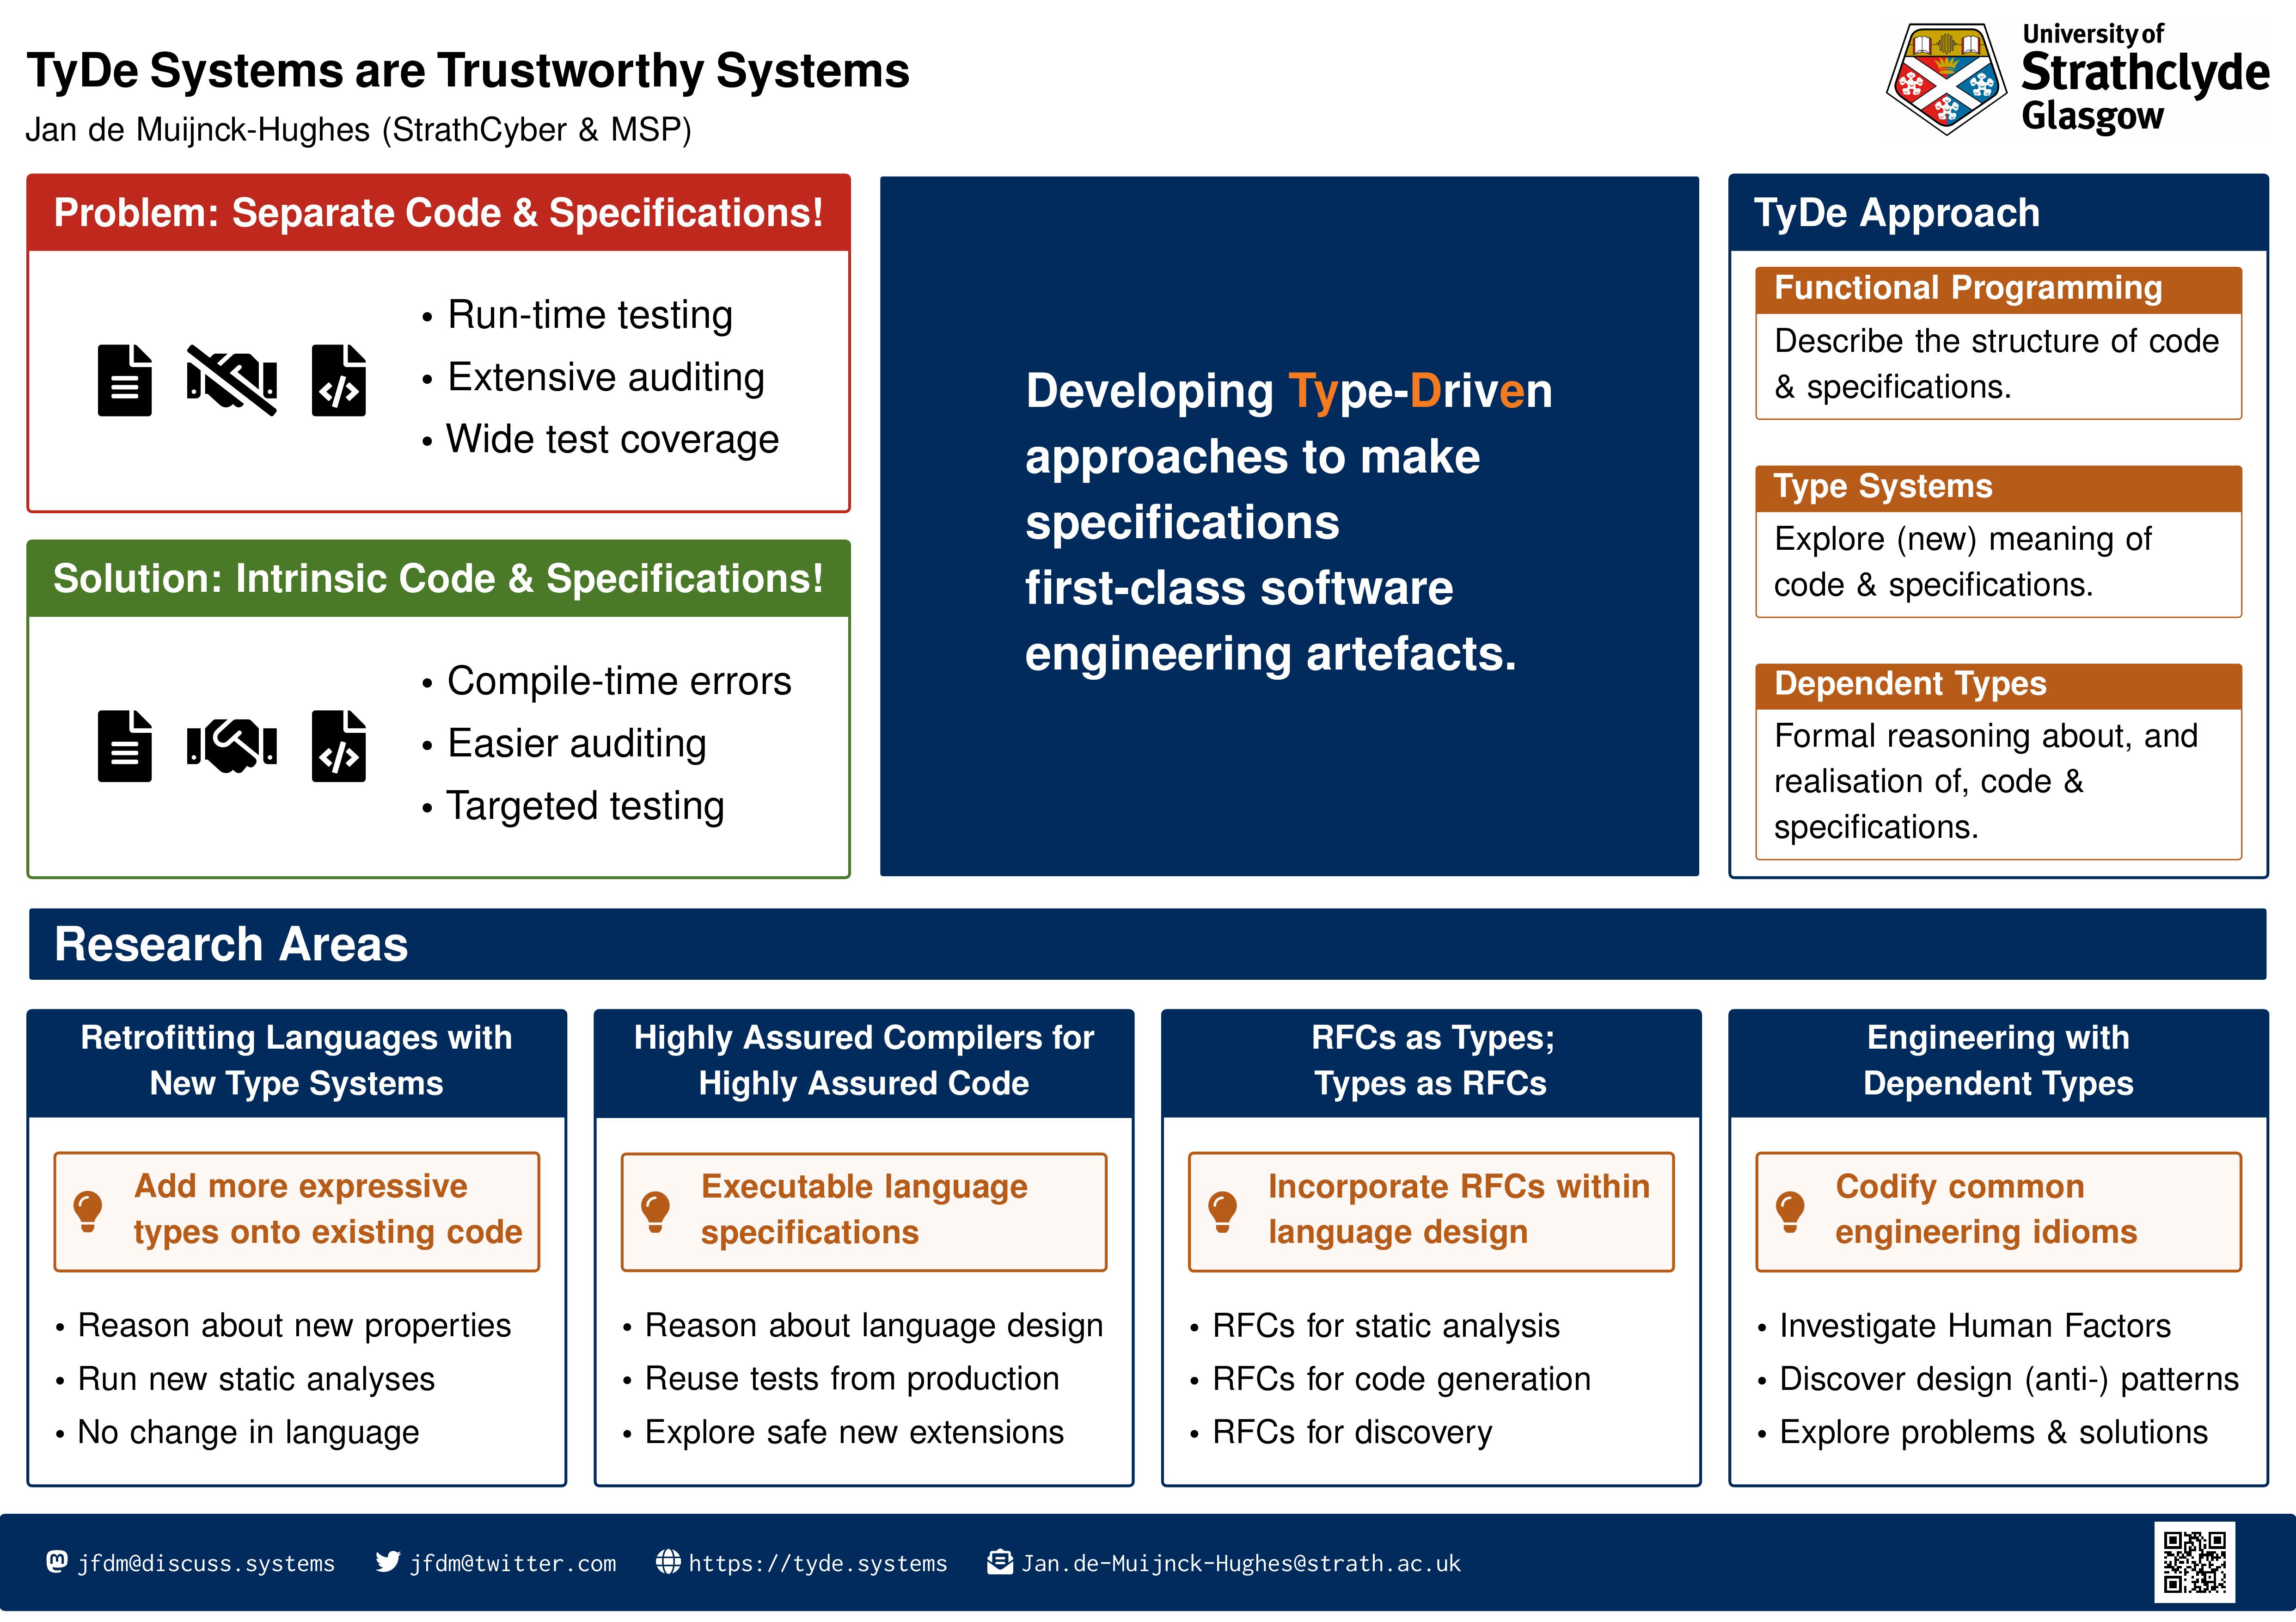 TyDe Systems are Trustworthy Systems
Jan de Muijnck-Hughes (StrathCyber & MSP)
University of
Strathclyde
Glasgow
Problem: Separate Code & Specifications!
• Run-time testing
• Extensive auditing
• Wide test coverage
Solution: Intrinsic Code & Specifications!
• Compile-time errors
• Easier auditing
• Targeted testing
Developing Type-Driven
approaches to make
specifications
first-class software
engineering artefacts.
TyDe Approach
Functional Programming
Describe the structure of code
& specifications.
Type Systems
Explore (new) meaning of
code & specifications.
Dependent Types
Formal reasoning about, and
realisation of, code &
specifications.
Research Areas
Retrofitting Languages with
New Type Systems
Add more expressive
types onto existing code
• Reason about new properties
• Run new static analyses
• No change in language
Highly Assured Compilers for
Highly Assured Code
Executable language
specifications
• Reason about language design
• Reuse tests from production
• Explore safe new extensions
RFCs as Types;
Types as RFCs
Incorporate RFCs within
language design
• RFCs for static analysis
• RFCs for code generation
• RFCs for discovery
Engineering with
Dependent Types
Codify common
engineering idioms
• Investigate Human Factors
• Discover design (anti-) patterns
• Explore problems & solutions
jfdm@discuss.systems
jfdm@twitter.com
https://tyde.systems
Jan.de-Muijnck-Hughes@strath.ac.uk